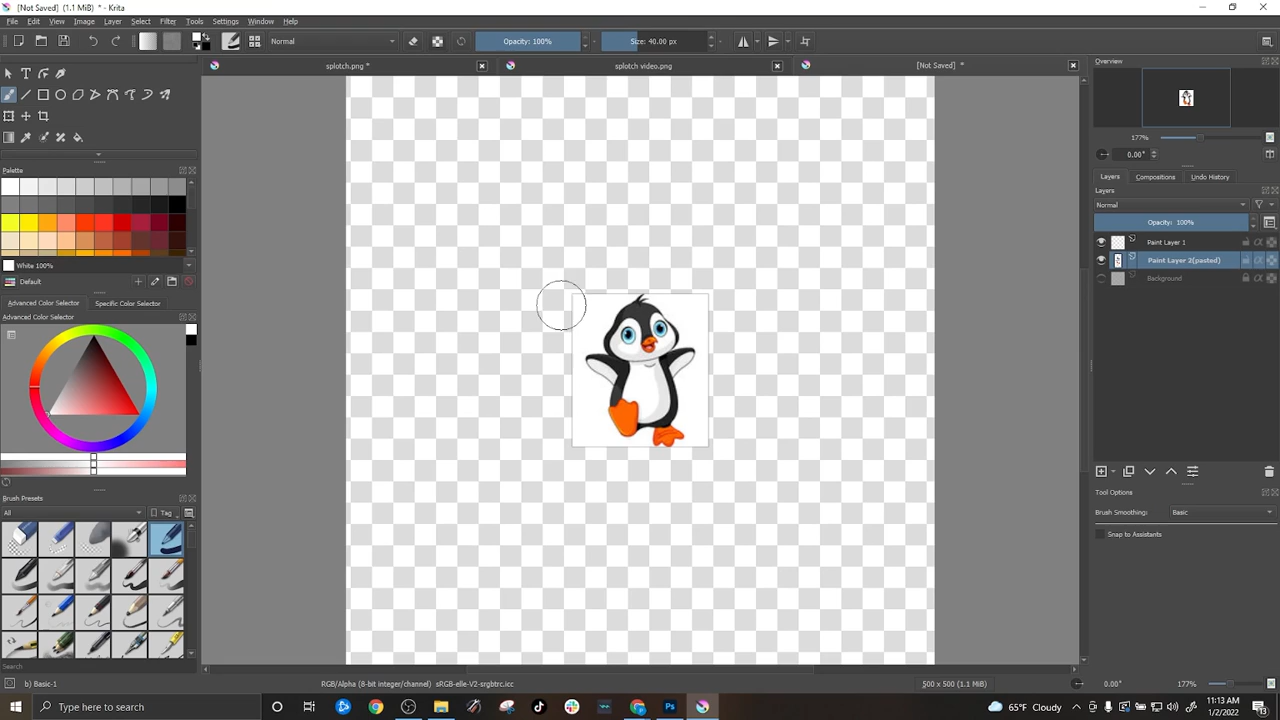 [Not Saved] (1.1 MiB) * - Krita
File Edit View Image Layer Select Filter Tools Settings Window Help
Normal Opacity: 100% Size: 40.00 px
splotch.png * splotch video.png [Not Saved] *
Overview
177%
0.00°
Layers Compositions Undo History
Layers
Normal
Opacity: 100%
Paint Layer 1
Paint Layer 2(pasted)
Background
Tool Options
Brush Smoothing: Basic
Snap to Assistants
Palette
White 100%
Default
Advanced Color Selector Specific Color Selector
Advanced Color Selector
Brush Presets
All Tag
Search
b) Basic-1 RGB/Alpha (8-bit integer/channel) sRGB-elle-V2-srgbtrc.icc 500 x 500 (1.1 MiB) 0.00° 177%
Type here to search 65°F Cloudy 11:13 AM
1/2/2022